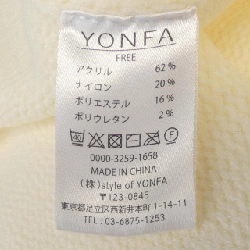 YONFA
FREE
アクリル 62%
ナイロン 20%
ポリエステル 16%
ポリウレタン 2%
0000-3259-1658
MADE IN CHINA
(株)style of YONFA
〒123-0845
東京都足立区西新井本町1-14-11
TEL:03-6875-1253